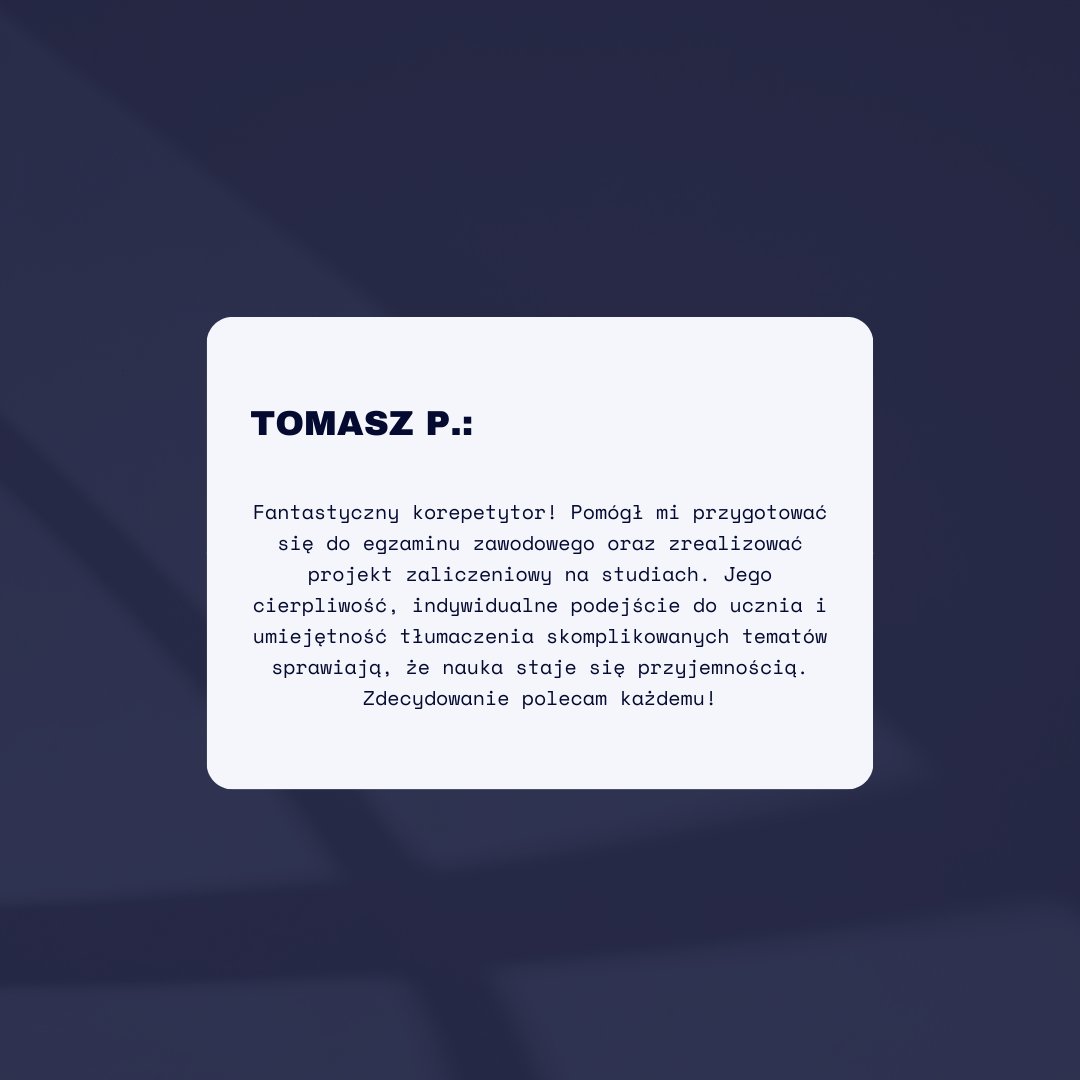 TOMASZ P.:
Fantastyczny korepetytor! Pomógł mi przygotować
się do egzaminu zawodowego oraz zrealizować
projekt zaliczeniowy na studiach. Jego
cierpliwość, indywidualne podejście do ucznia i
umiejętność tłumaczenia skomplikowanych tematów
sprawiają, że nauka staje się przyjemnością.
Zdecydowanie polecam każdemu!